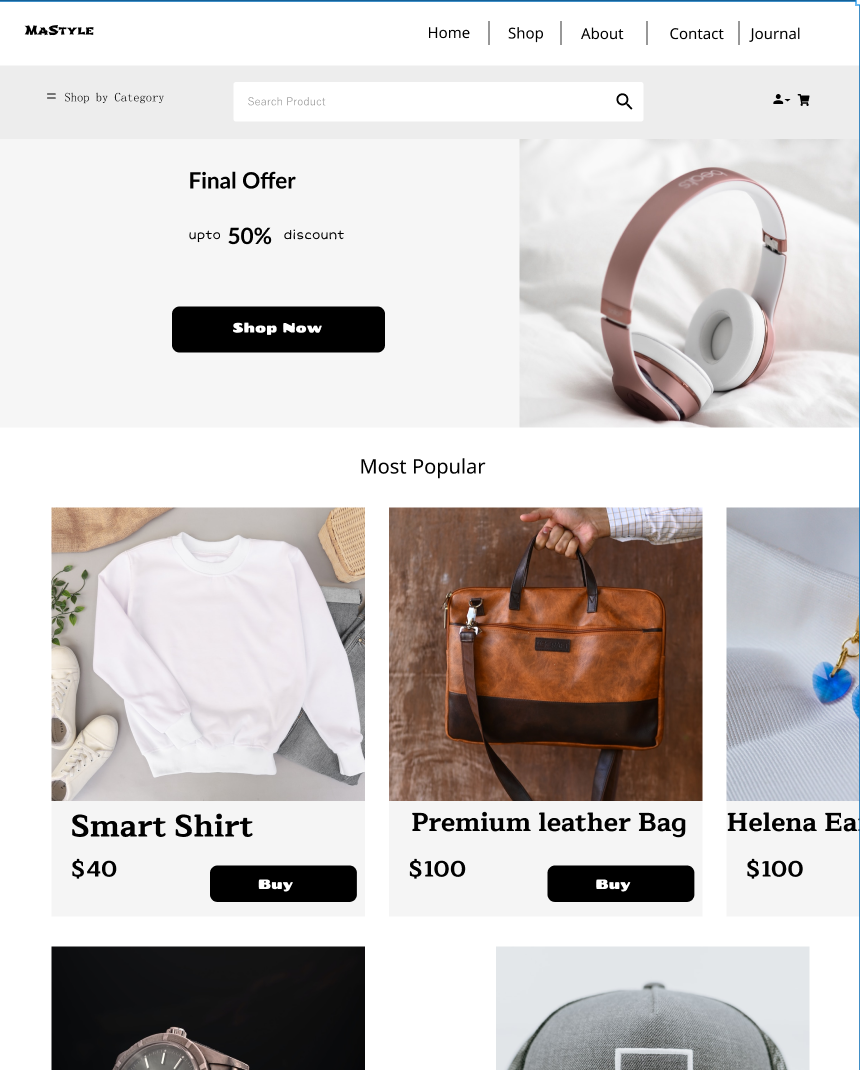 MaStyle
Home Shop About Contact Journal
Shop by Category
Search Product
Final Offer
upto 50% discount
Shop Now
beats
Most Popular
Smart Shirt
Premium leather Bag
Helena Ea
$40
$100
$100
Buy
Buy